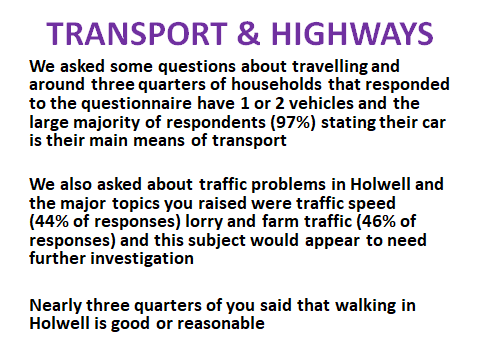 TRANSPORT & HIGHWAYS
We asked some questions about travelling and
around three quarters of households that responded
to the questionnaire have 1 or 2 vehicles and the
large majority of respondents (97%) stating their car
is their main means of transport
We also asked about traffic problems in Holwell and
the major topics you raised were traffic speed
(44% of responses) lorry and farm traffic (46% of
responses) and this subject would appear to need
further investigation
Nearly three quarters of you said that walking in
Holwell is good or reasonable